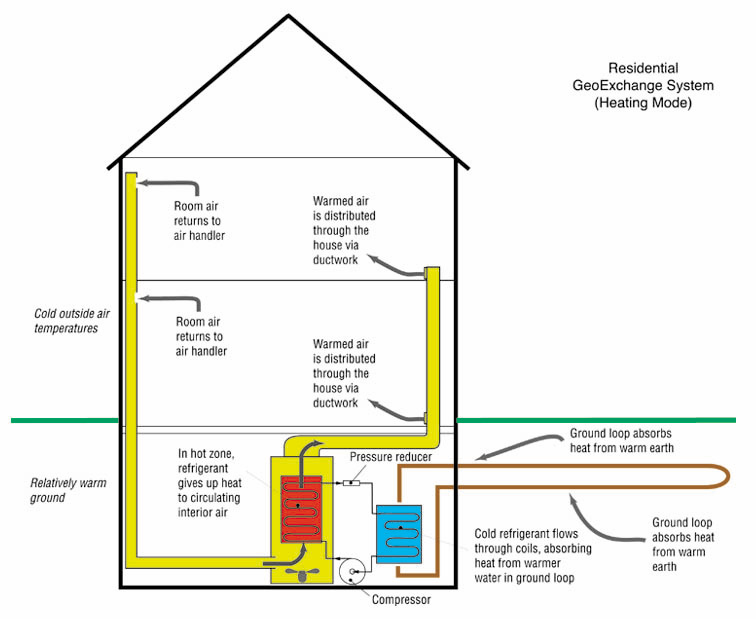 Residential
GeoExchange System
(Heating Mode)
Room air
returns to
air handler
Warmed air
is distributed
through the
house via
ductwork
Cold outside air
temperatures
Room air
returns to
air handler
Warmed air
is distributed
through the
house via
ductwork
Ground loop absorbs
heat from warm earth
In hot zone,
refrigerant
gives up heat
to circulating
interior air
Pressure reducer
Relatively warm
ground
Cold refrigerant flows
through coils, absorbing
heat from warmer
water in ground loop
Ground loop
absorbs heat
from warm
earth
Compressor